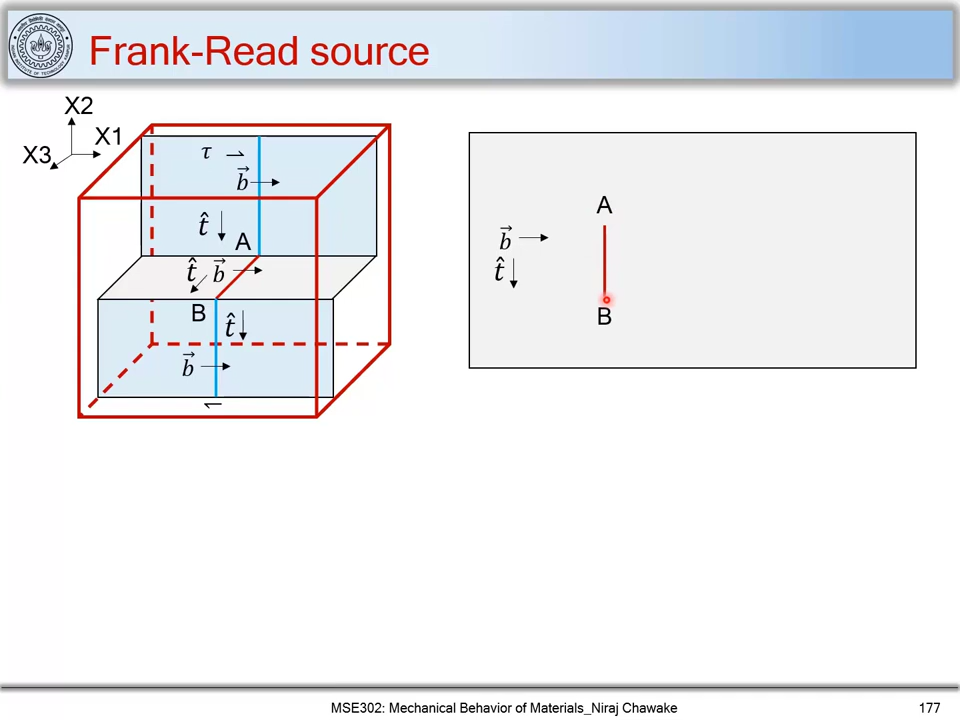 Frank-Read source
X2
X1
X3
τ ⇀
b⃗
t̂
A
t̂ b⃗
B
t̂
b⃗
A
b⃗
t̂
B
MSE302: Mechanical Behavior of Materials_Niraj Chawake
177